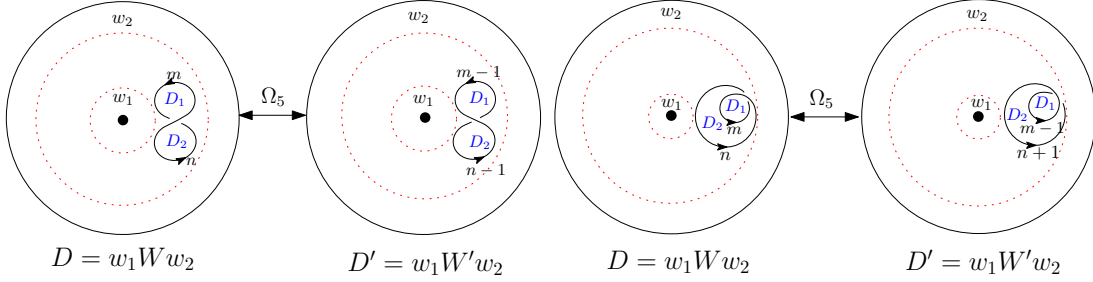 w₂
m
w₁
D₁
D₂
n
D = w₁Ww₂
Ω₅
w₂
m − 1
w₁
D₁
D₂
n − 1
D′ = w₁W′w₂
w₂
w₁
D₁
D₂
m
n
D = w₁Ww₂
Ω₅
w₂
w₁
D₁
D₂
m − 1
n + 1
D′ = w₁W′w₂